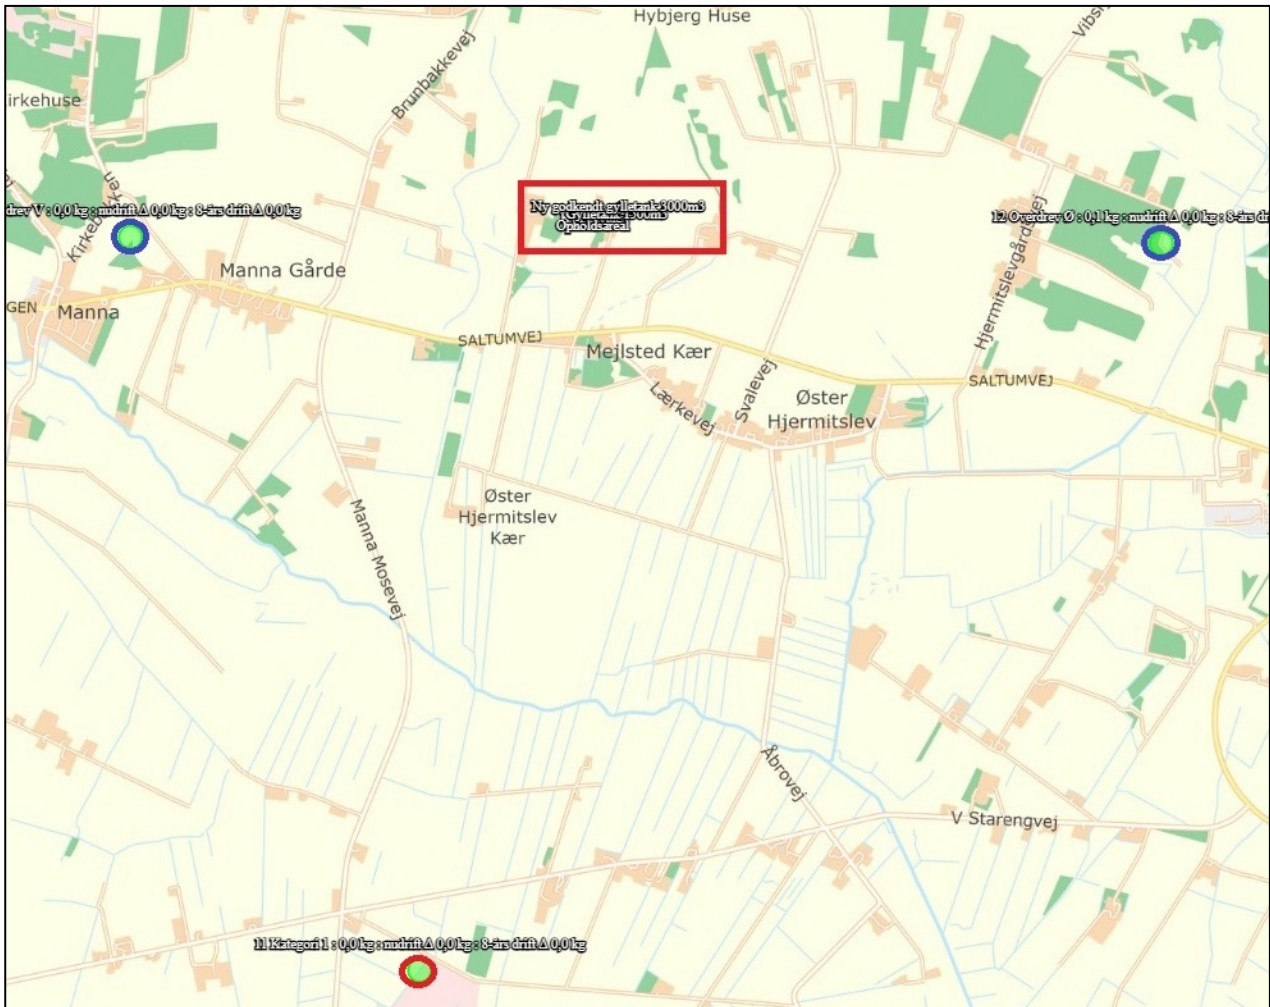 Hybjerg Huse
irkehuse
Brunbakkevej
Kirkebakken
drev V : 0,0 kg : nudrift Δ 0,0 kg : 8-års drift Δ 0,0 kg
Ny godkendt gylletank 3000m3
Opholdsareal
12 Overdrev Ø : 0,1 kg : nudrift Δ 0,0 kg : 8-års dr
Hjermitslevgårdevej
Manna Gårde
GEN
Manna
SALTUMVEJ
Mejlsted Kær
SALTUMVEJ
Lærkevej
Svalevej
Øster
Hjermitslev
Øster
Hjermitslev
Kær
Manna Mosevej
Åbrovej
V Starengvej
11 Kategori 1 : 0,0 kg : nudrift Δ 0,0 kg : 8-års drift Δ 0,0 kg